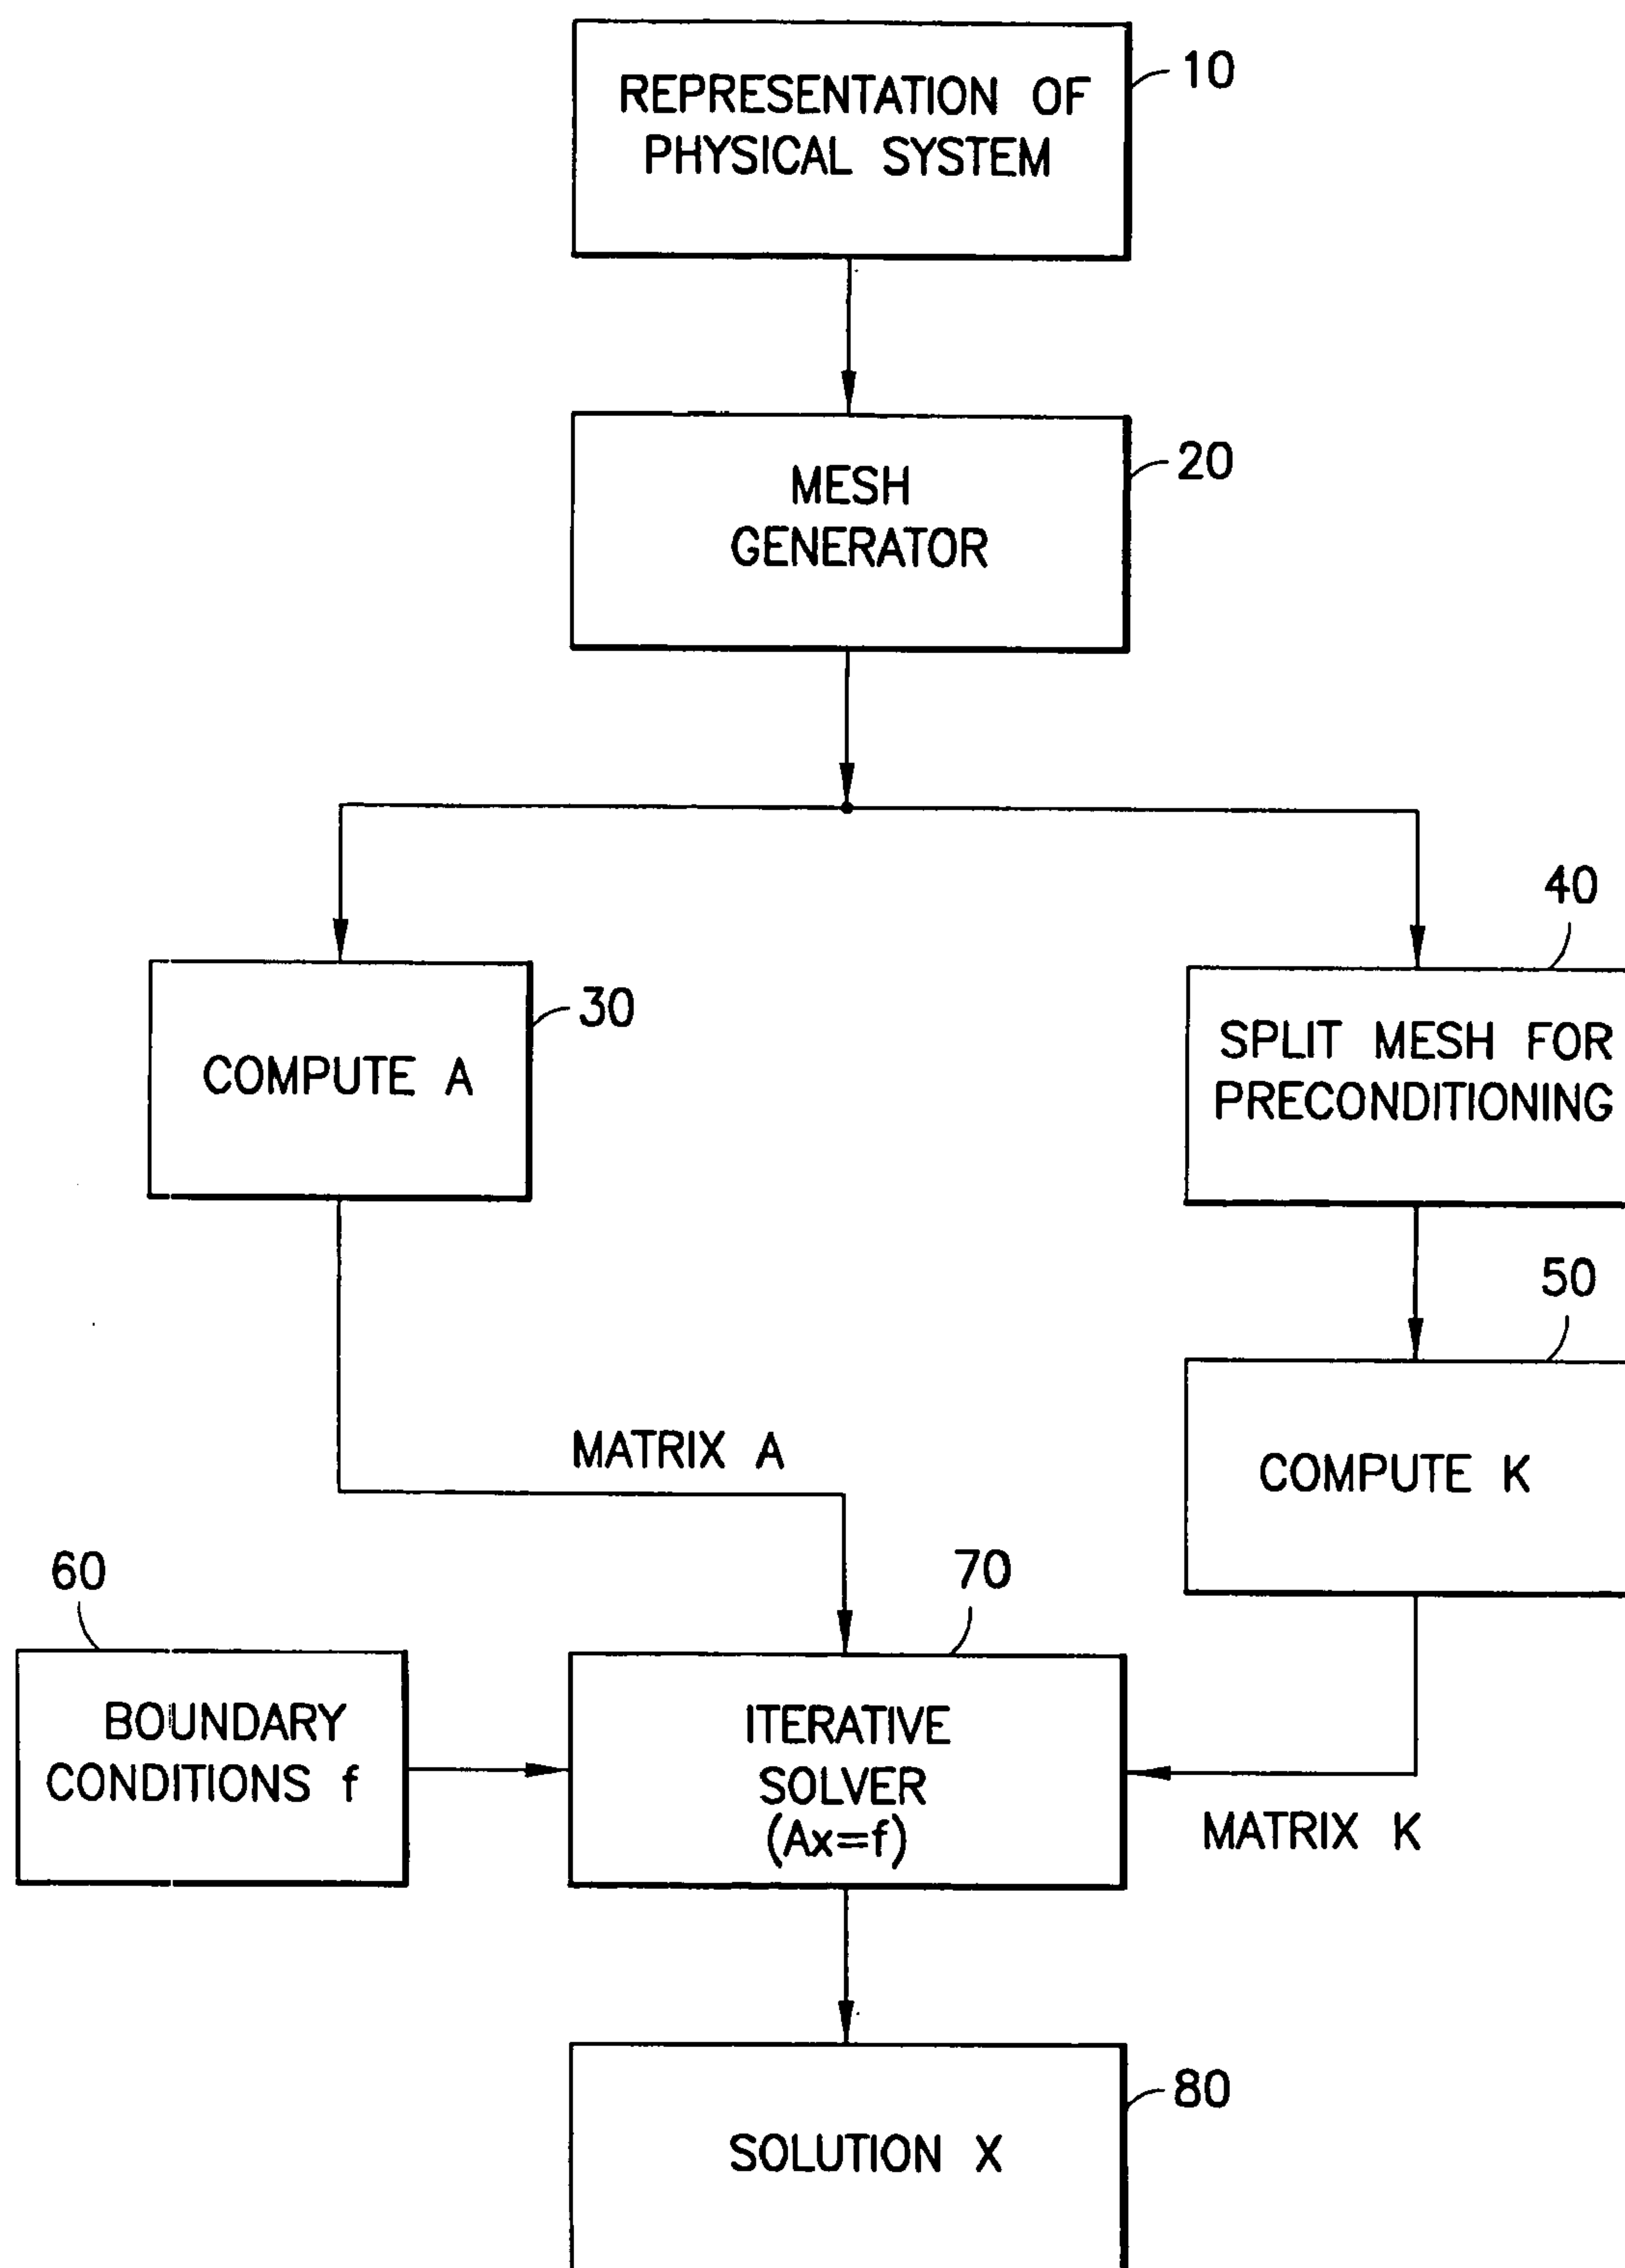 REPRESENTATION OF
PHYSICAL SYSTEM
10
MESH
GENERATOR
20
COMPUTE A
30
40
SPLIT MESH FOR
PRECONDITIONING
50
COMPUTE K
MATRIX A
60
BOUNDARY
CONDITIONS f
70
ITERATIVE
SOLVER
(Ax=f)
MATRIX K
80
SOLUTION X